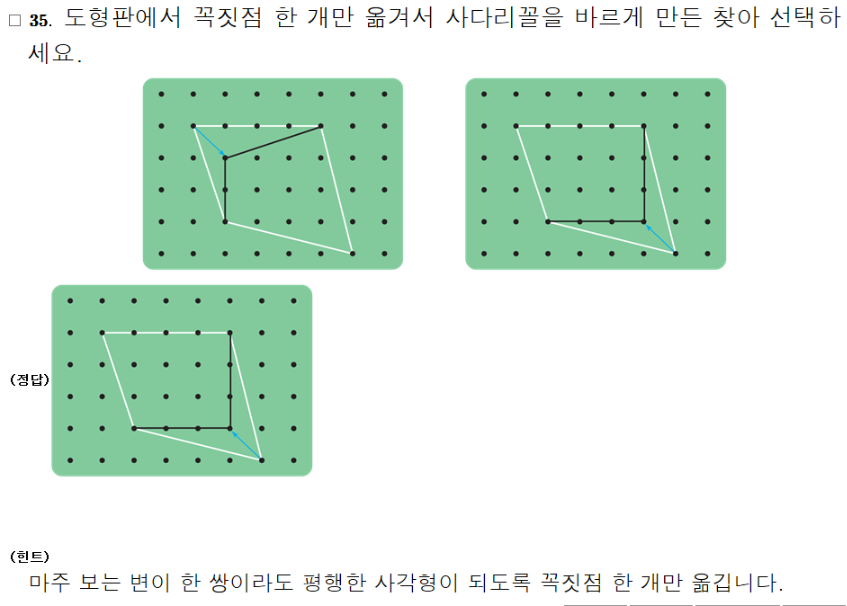 □ 35. 도형판에서 꼭짓점 한 개만 옮겨서 사다리꼴을 바르게 만든 찾아 선택하
세요.
(정답)
(힌트)
마주 보는 변이 한 쌍이라도 평행한 사각형이 되도록 꼭짓점 한 개만 옮깁니다.